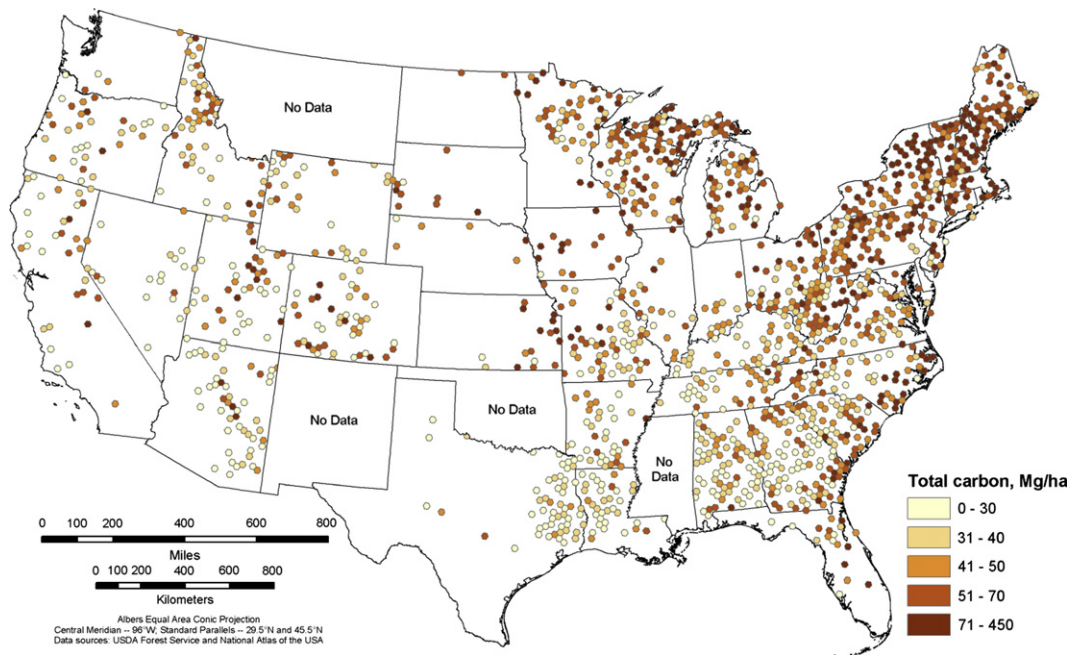 No Data
No Data
No Data
No
Data
Total carbon, Mg/ha
0 - 30
31 - 40
41 - 50
51 - 70
71 - 450
0 100 200 400 600 800
Miles
0 100 200 400 600 800
Kilometers
Albers Equal Area Conic Projection
Central Meridian -- 96°W; Standard Parallels -- 29.5°N and 45.5°N
Data sources: USDA Forest Service and National Atlas of the USA